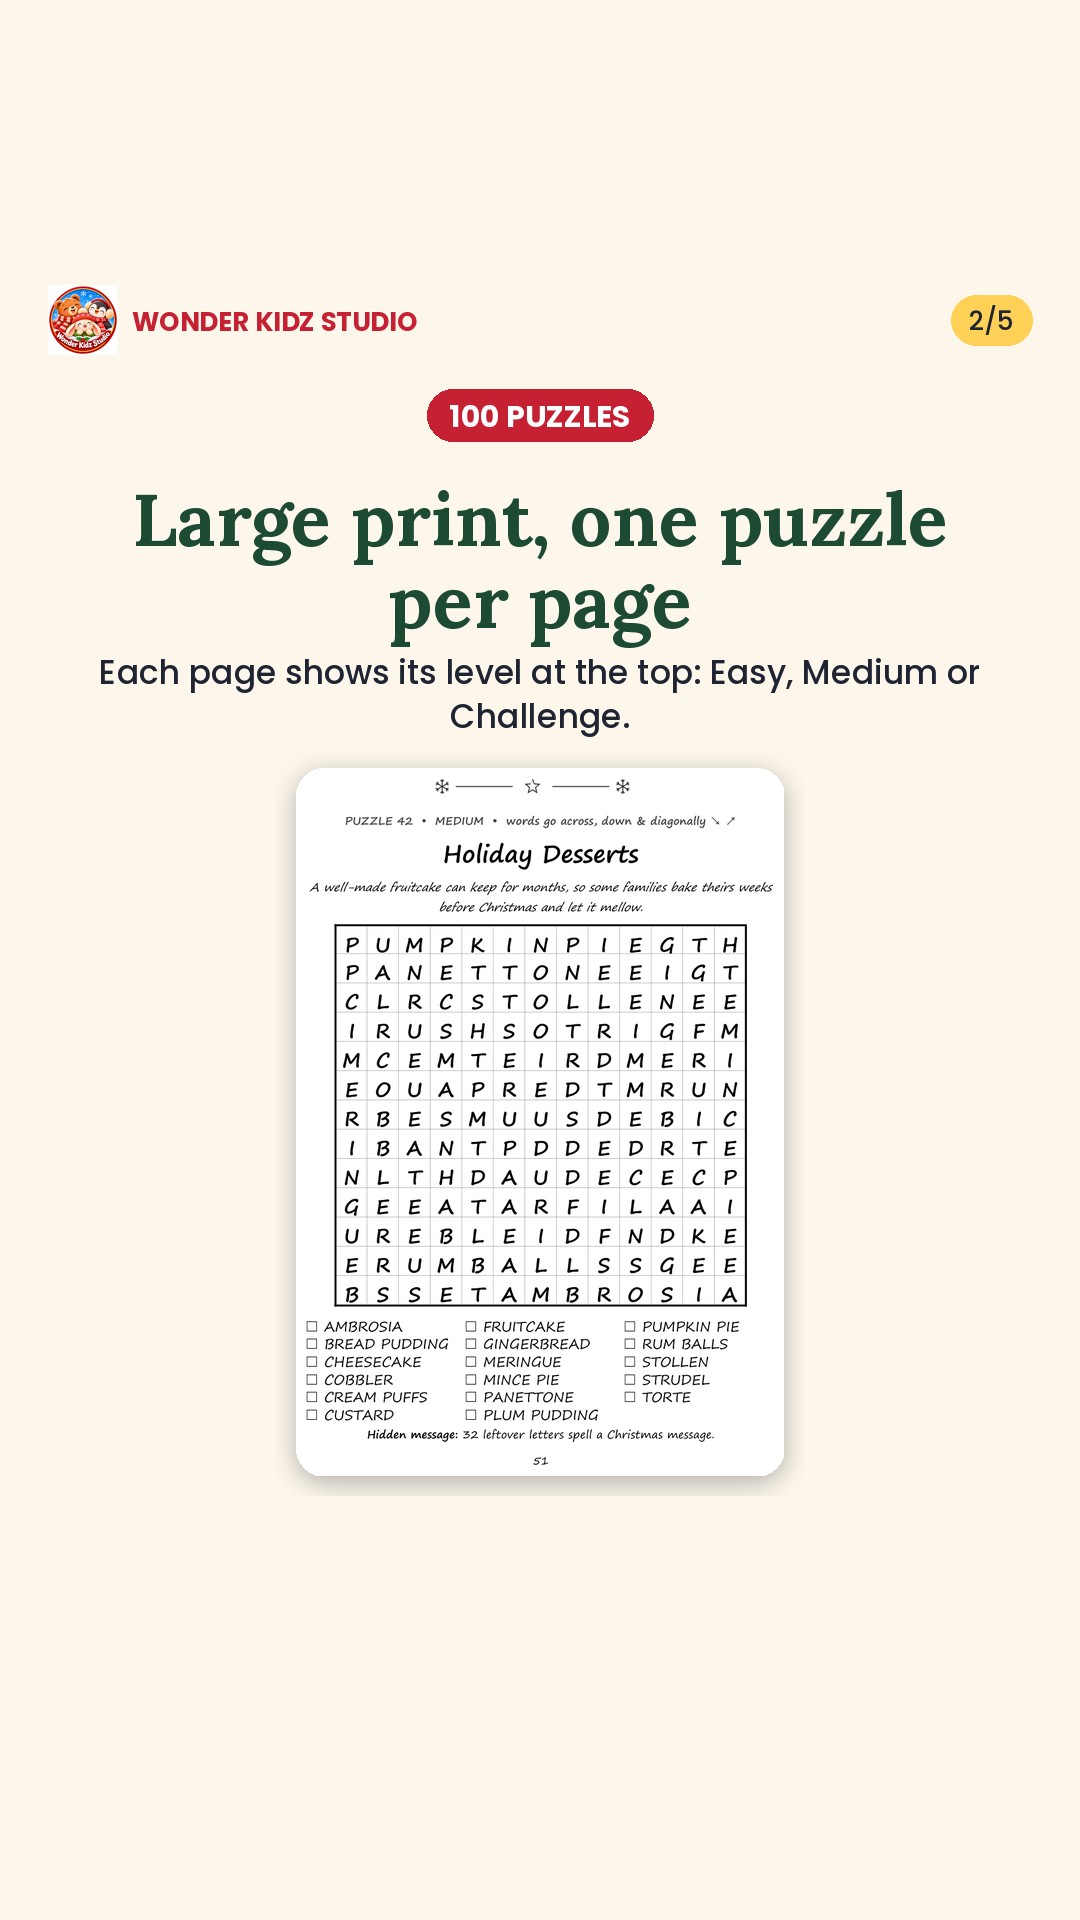 Wonder Kidz Studio
WONDER KIDZ STUDIO
2/5
100 PUZZLES
Large print, one puzzle
per page
Each page shows its level at the top: Easy, Medium or
Challenge.
PUZZLE 42 • MEDIUM • words go across, down & diagonally ↘ ↗
Holiday Desserts
A well-made fruitcake can keep for months, so some families bake theirs weeks
before Christmas and let it mellow.
P U M P K I N P I E G T H
P A N E T T O N E E I G T
C L R C S T O L L E N E E
I R U S H S O T R I G F M
M C E M T E I R D M E R I
E O U A P R E D T M R U N
R B E S M U U S D E B I C
I B A N T P D D E D R T E
N L T H D A U D E C E C P
G E E A T A R F I L A A I
U R E B L E I D F N D K E
E R U M B A L L S S G E E
B S S E T A M B R O S I A
☐ AMBROSIA ☐ FRUITCAKE ☐ PUMPKIN PIE
☐ BREAD PUDDING ☐ GINGERBREAD ☐ RUM BALLS
☐ CHEESECAKE ☐ MERINGUE ☐ STOLLEN
☐ COBBLER ☐ MINCE PIE ☐ STRUDEL
☐ CREAM PUFFS ☐ PANETTONE ☐ TORTE
☐ CUSTARD ☐ PLUM PUDDING
Hidden message: 32 leftover letters spell a Christmas message.
51